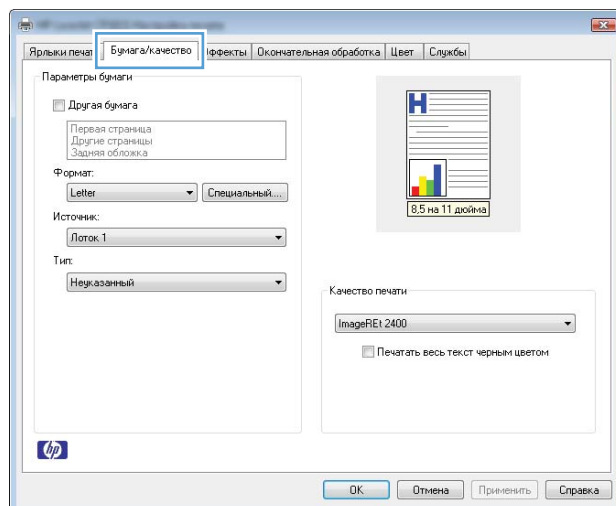 Ярлыки печат
Бумага/качество
ффекты
Окончательная обработка
Цвет
Службы
Параметры бумаги
Другая бумага
Первая страница
Другие страницы
Задняя обложка
Формат:
Letter
Специальный...
Источник:
Лоток 1
Тип:
Неуказанный
H
8,5 на 11 дюйма
Качество печати
ImageREt 2400
Печатать весь текст черным цветом
hp
OK
Отмена
Применить
Справка